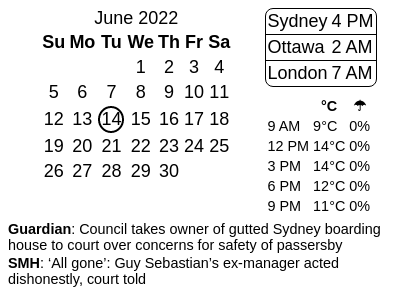 June 2022
Su Mo Tu We Th Fr Sa
1 2 3 4
5 6 7 8 9 10 11
12 13 14 15 16 17 18
19 20 21 22 23 24 25
26 27 28 29 30
Sydney 4 PM
Ottawa 2 AM
London 7 AM
°C ☂
9 AM 9°C 0%
12 PM 14°C 0%
3 PM 14°C 0%
6 PM 12°C 0%
9 PM 11°C 0%
Guardian: Council takes owner of gutted Sydney boarding
house to court over concerns for safety of passersby
SMH: ‘All gone’: Guy Sebastian’s ex-manager acted
dishonestly, court told